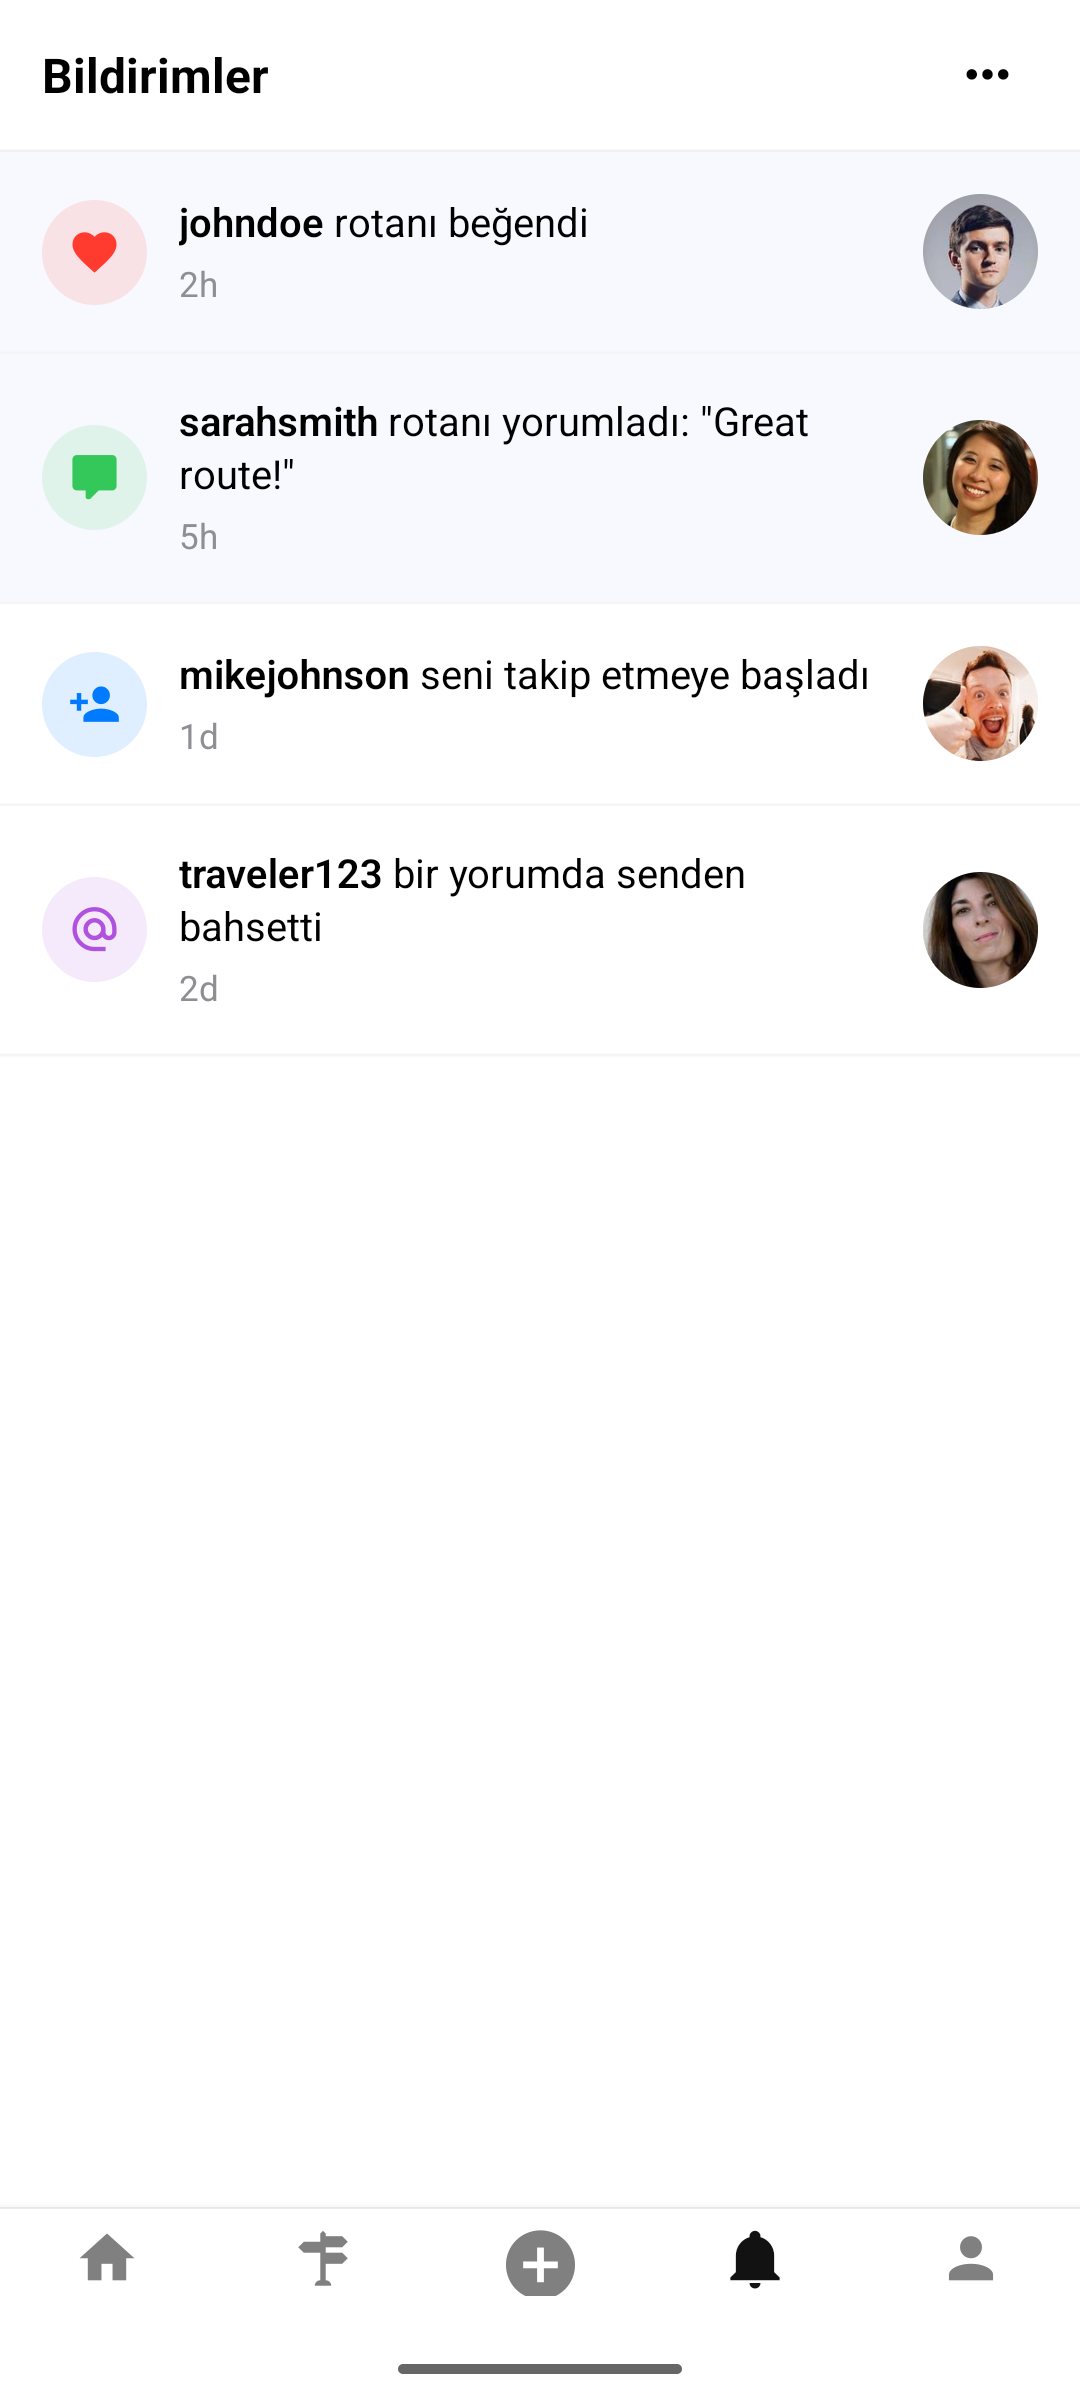 Bildirimler
johndoe rotanı beğendi
2h
sarahsmith rotanı yorumladı: "Great
route!"
5h
mikejohnson seni takip etmeye başladı
1d
traveler123 bir yorumda senden
bahsetti
2d